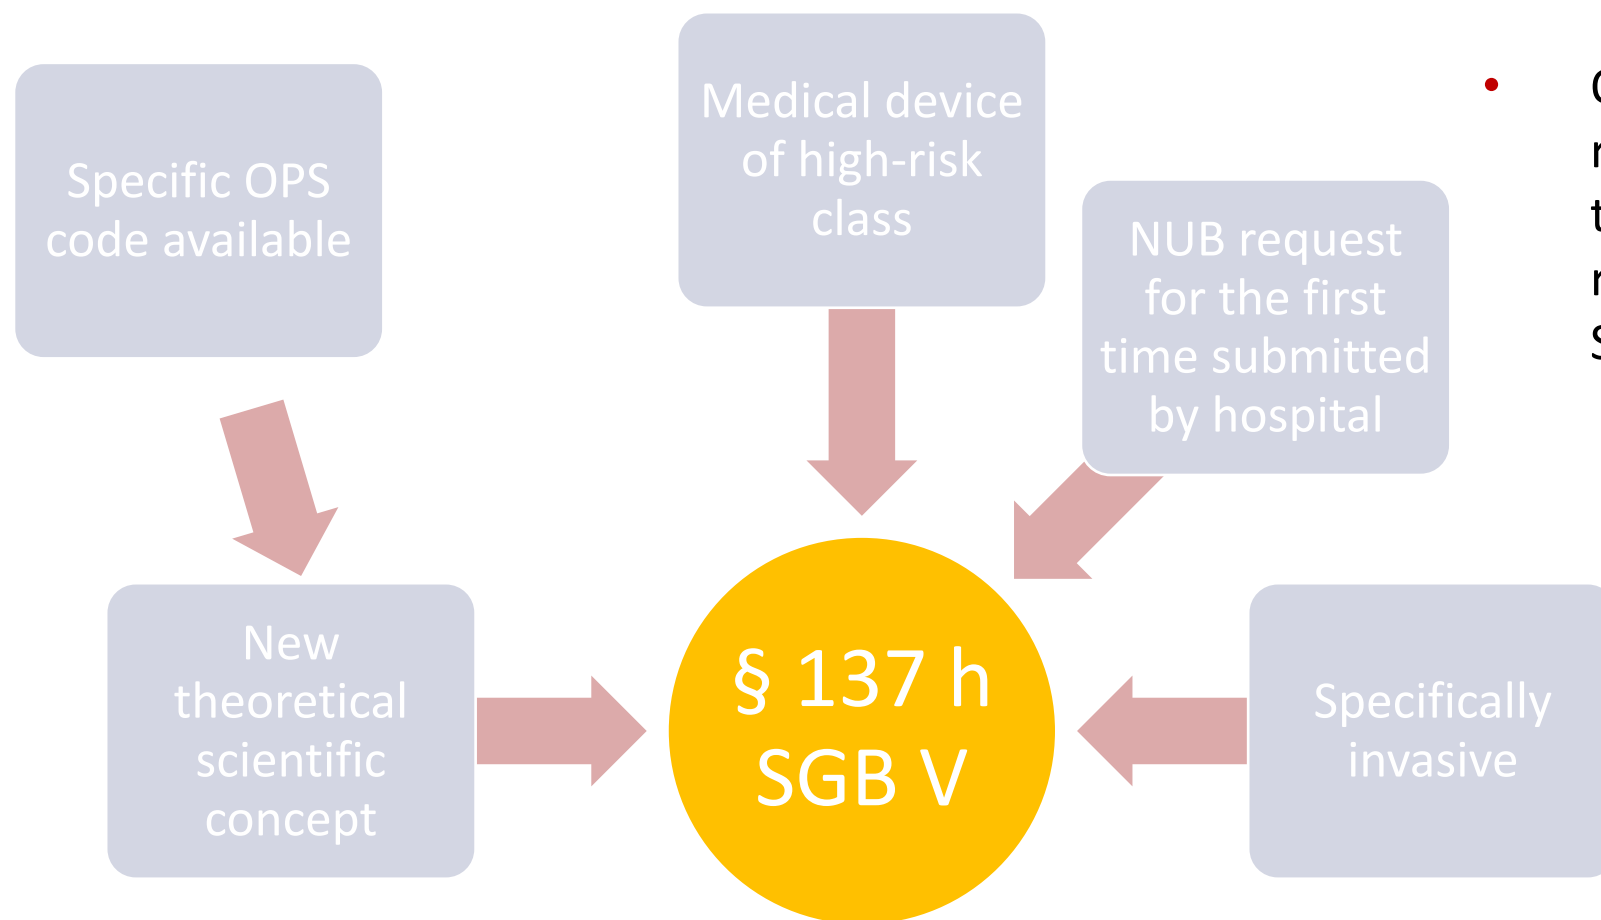 Specific OPS
code available
Medical device
of high-risk
class
NUB request
for the first
time submitted
by hospital
New
theoretical
scientific
concept
§ 137 h
SGB V
Specifically
invasive